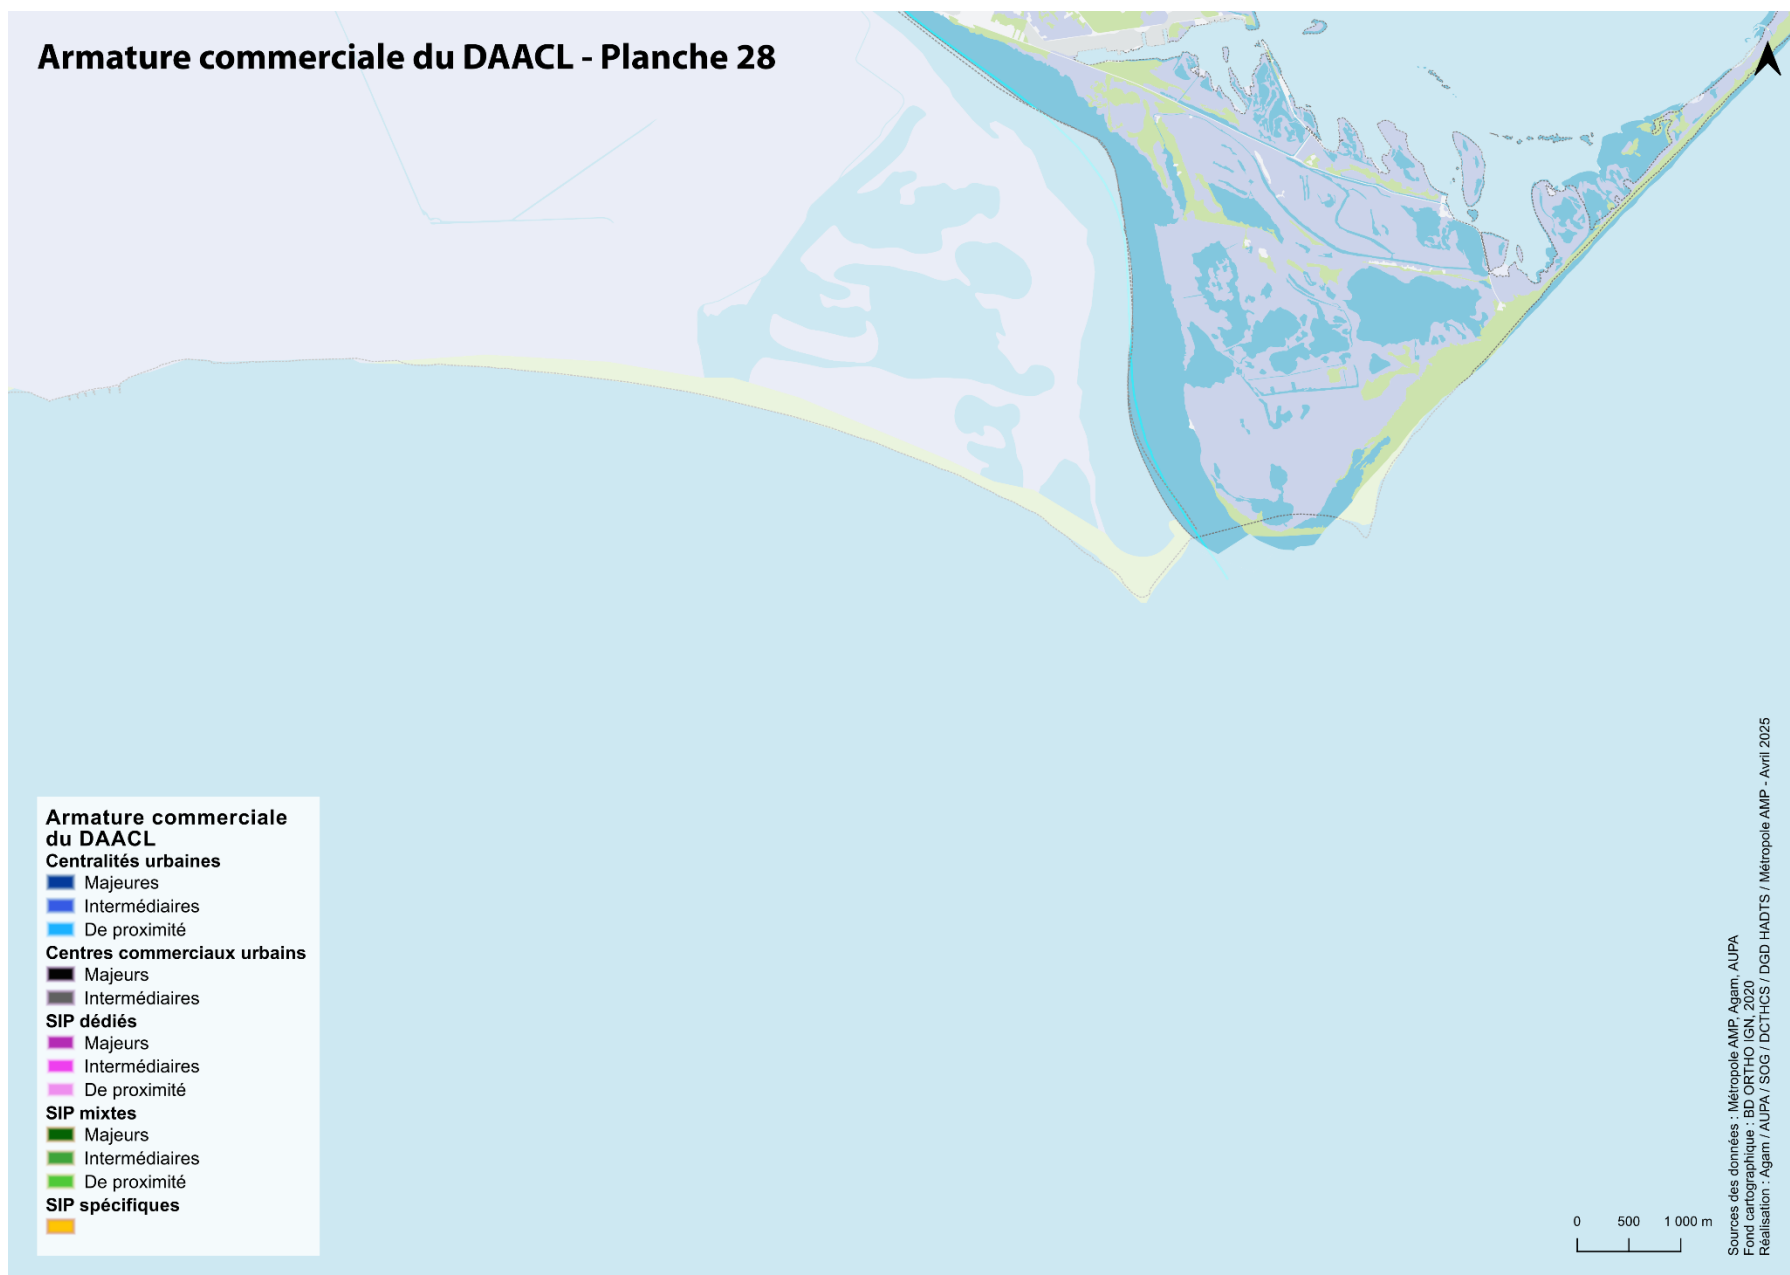 Armature commerciale du DAACL - Planche 28
Armature commerciale
du DAACL
Centralités urbaines
Majeures
Intermédiaires
De proximité
Centres commerciaux urbains
Majeurs
Intermédiaires
SIP dédiés
Majeurs
Intermédiaires
De proximité
SIP mixtes
Majeurs
Intermédiaires
De proximité
SIP spécifiques
0 500 1 000 m
Sources des données : Métropole AMP, Agam, AUPA
Fond cartographique : BD ORTHO IGN, 2020
Réalisation : Agam / AUPA / SOG / DCTHCS / DGD HADTS / Métropole AMP - Avril 2025